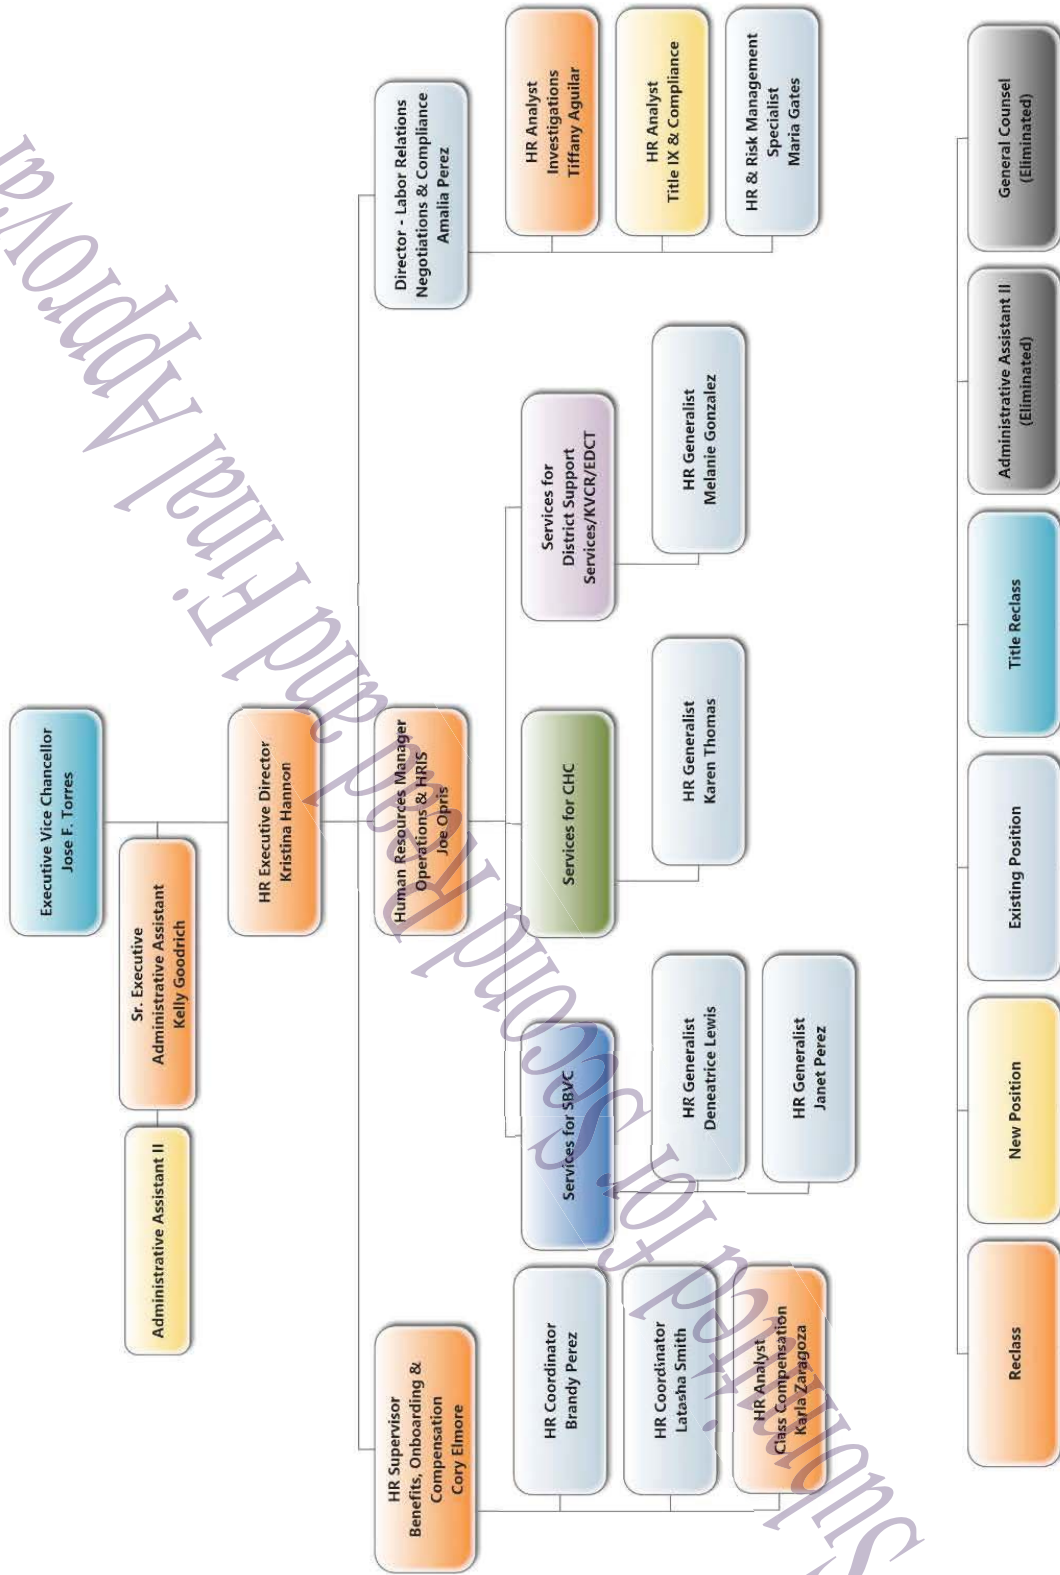 Executive Vice Chancellor
Jose F. Torres
Sr. Executive
Administrative Assistant
Kelly Goodrich
Administrative Assistant II
HR Executive Director
Kristina Hannon
HR Supervisor
Benefits, Onboarding &
Compensation
Cory Elmore
Human Resources Manager
Operations & HRIS
Joe Opris
Director - Labor Relations
Negotiations & Compliance
Amalia Perez
HR Coordinator
Brandy Perez
HR Coordinator
Latasha Smith
HR Analyst
Class Compensation
Karla Zaragoza
Services for SBVC
HR Generalist
Deneatrice Lewis
HR Generalist
Janet Perez
Services for CHC
HR Generalist
Karen Thomas
Services for
District Support
Services/KVCR/EDCT
HR Generalist
Melanie Gonzalez
HR Analyst
Investigations
Tiffany Aguilar
HR Analyst
Title IX & Compliance
HR & Risk Management
Specialist
Maria Gates
Reclass
New Position
Existing Position
Title Reclass
Administrative Assistant II
(Eliminated)
General Counsel
(Eliminated)
Submitted for Second Read and Final Approval